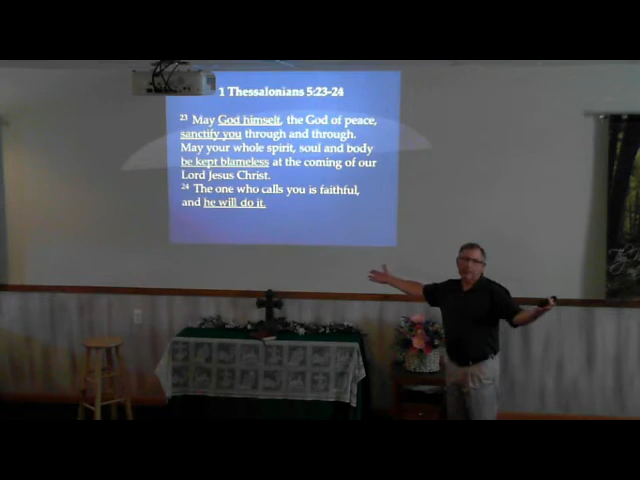 1 Thessalonians 5:23-24
23 May God himself, the God of peace,
sanctify you through and through.
May your whole spirit, soul and body
be kept blameless at the coming of our
Lord Jesus Christ.
24 The one who calls you is faithful,
and he will do it.